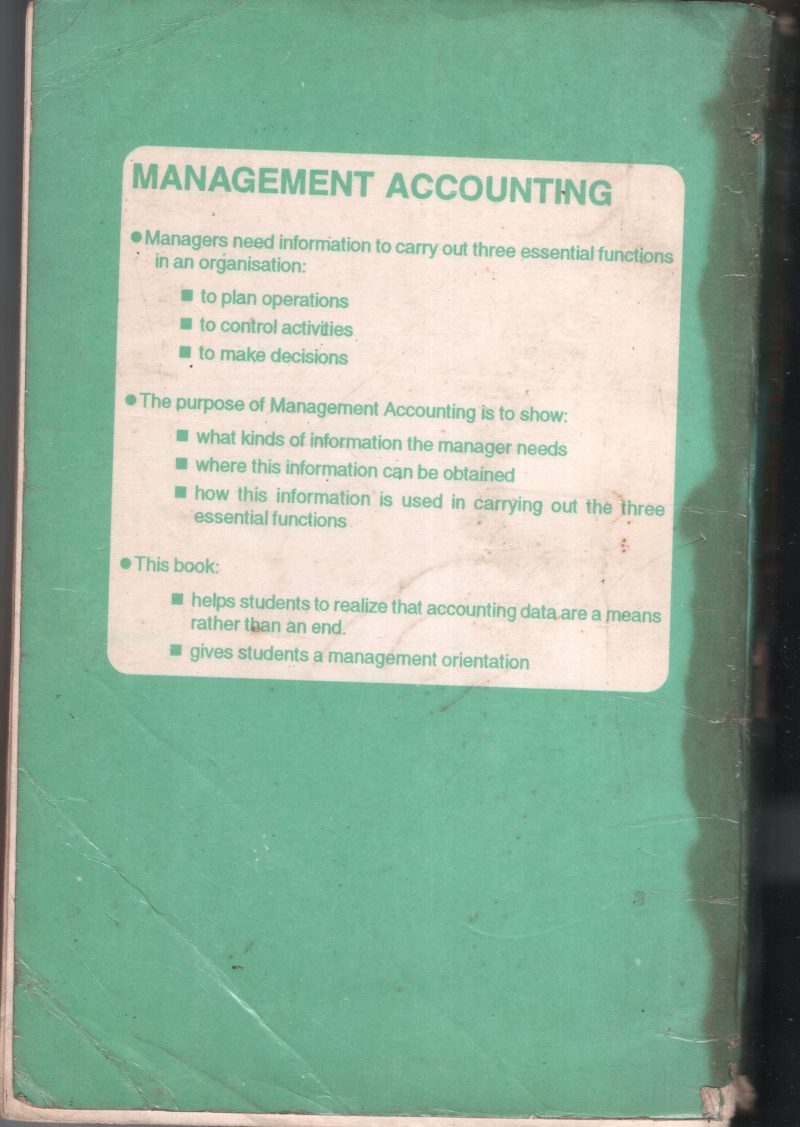 MANAGEMENT ACCOUNTING
● Managers need information to carry out three essential functions
in an organisation:
■ to plan operations
■ to control activities
■ to make decisions
● The purpose of Management Accounting is to show:
■ what kinds of information the manager needs
■ where this information can be obtained
■ how this information is used in carrying out the three
essential functions
● This book:
■ helps students to realize that accounting data are a means
rather than an end.
■ gives students a management orientation